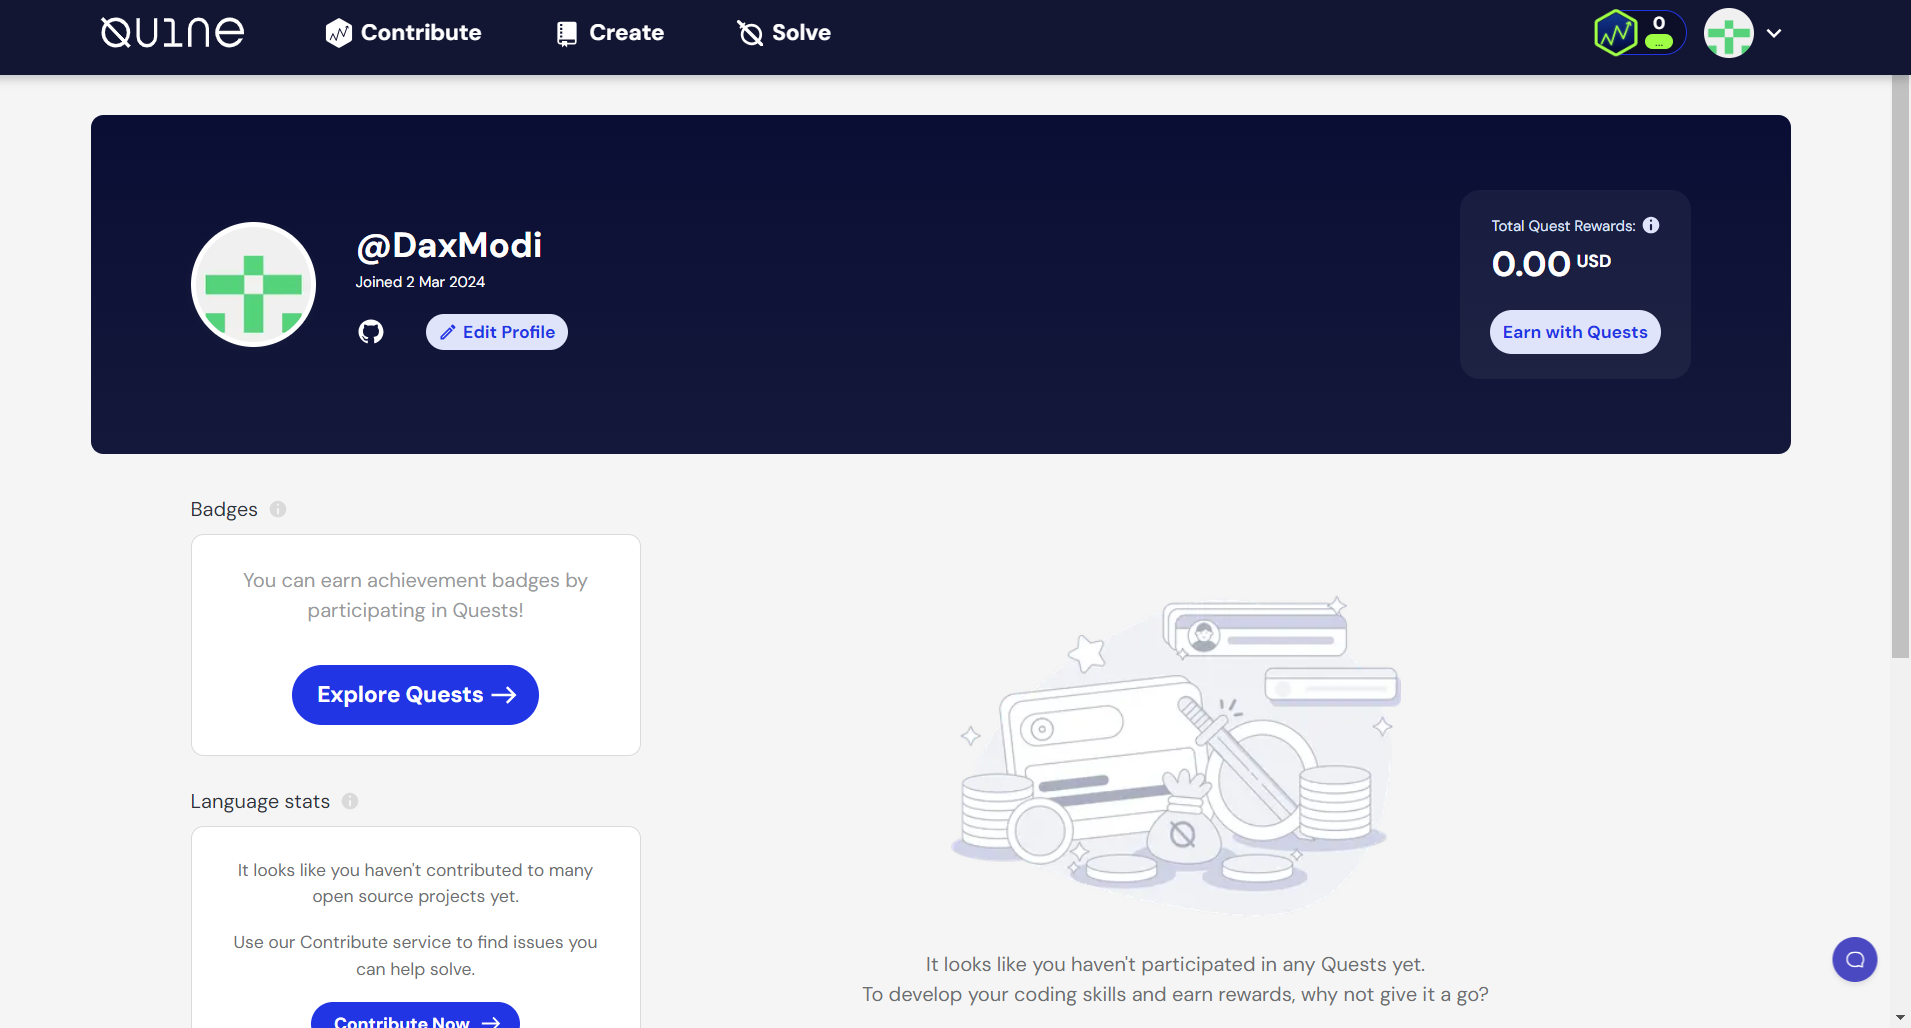 QUINE
Contribute
Create
Solve
0
...
@DaxModi
Joined 2 Mar 2024
Edit Profile
Total Quest Rewards:
0.00 USD
Earn with Quests
Badges
You can earn achievement badges by
participating in Quests!
Explore Quests →
Language stats
It looks like you haven't contributed to many
open source projects yet.
Use our Contribute service to find issues you
can help solve.
Contribute Now →
It looks like you haven't participated in any Quests yet.
To develop your coding skills and earn rewards, why not give it a go?